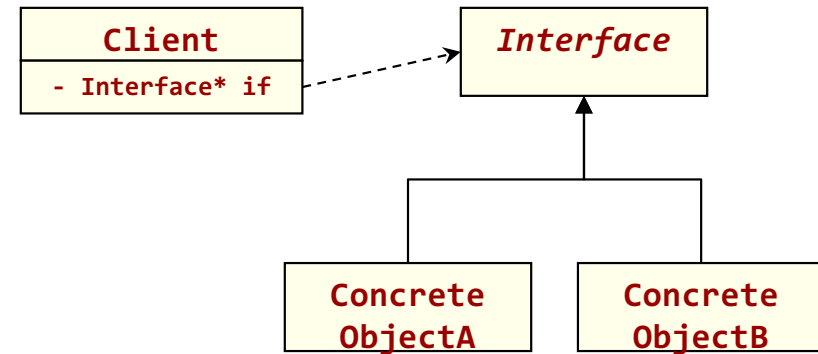 Client
- Interface* if
Interface
Concrete
ObjectA
Concrete
ObjectB